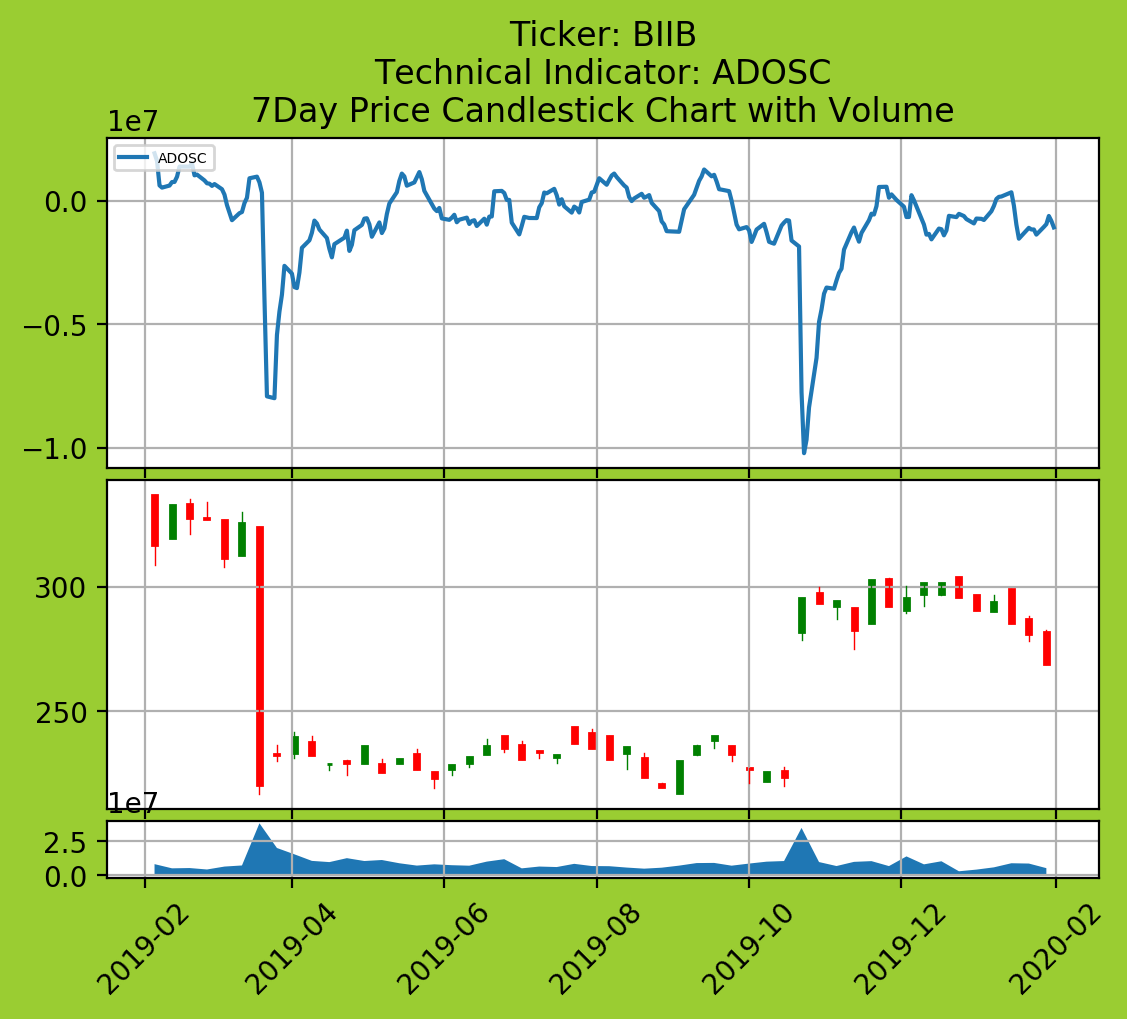 Ticker: BIIB
Technical Indicator: ADOSC
7Day Price Candlestick Chart with Volume
1e7
ADOSC
0.0
−0.5
−1.0
300
250
1e7
2.5
0.0
2019-02
2019-04
2019-06
2019-08
2019-10
2019-12
2020-02